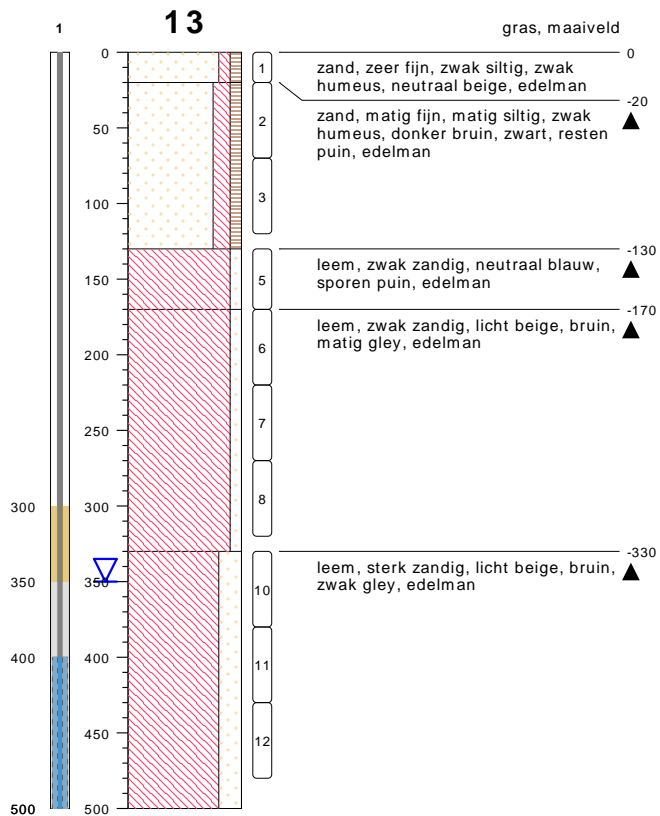 1
13
gras, maaiveld
0
50
100
150
200
250
300
350
400
450
500
300
350
400
500
1
2
3
5
6
7
8
10
11
12
0
zand, zeer fijn, zwak siltig, zwak
humeus, neutraal beige, edelman
-20
zand, matig fijn, matig siltig, zwak
humeus, donker bruin, zwart, resten
puin, edelman
-130
leem, zwak zandig, neutraal blauw,
sporen puin, edelman
-170
leem, zwak zandig, licht beige, bruin,
matig gley, edelman
-330
leem, sterk zandig, licht beige, bruin,
zwak gley, edelman